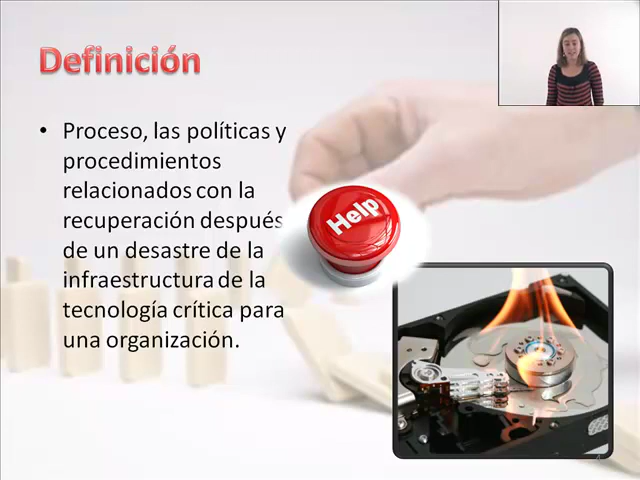 Definición
• Proceso, las políticas y
procedimientos
relacionados con la
recuperación después
de un desastre de la
infraestructura de la
tecnología crítica para
una organización.
Help